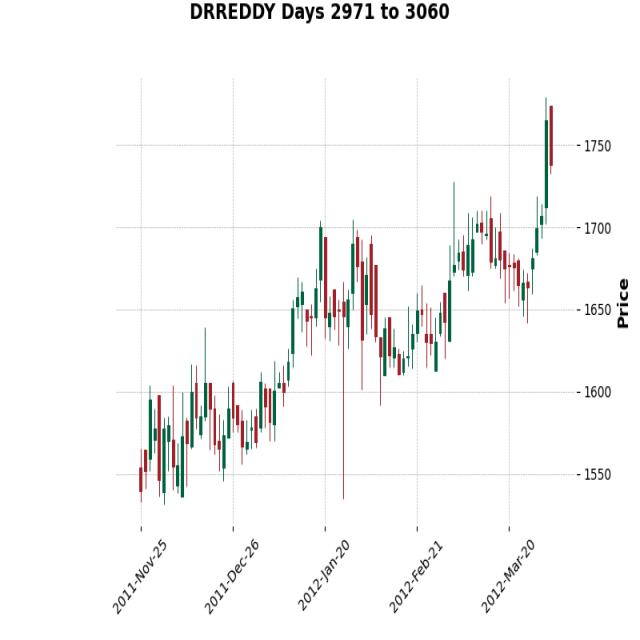 DRREDDY Days 2971 to 3060
1750
1700
1650
1600
1550
Price
2011-Nov-25
2011-Dec-26
2012-Jan-20
2012-Feb-21
2012-Mar-20